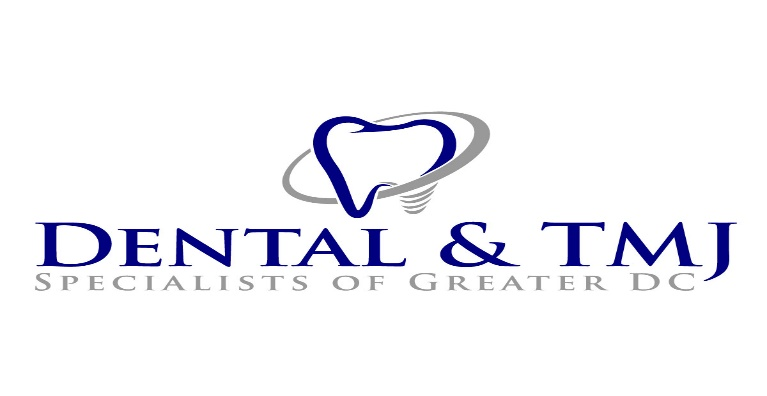 Dental & TMJ
Specialists of Greater DC